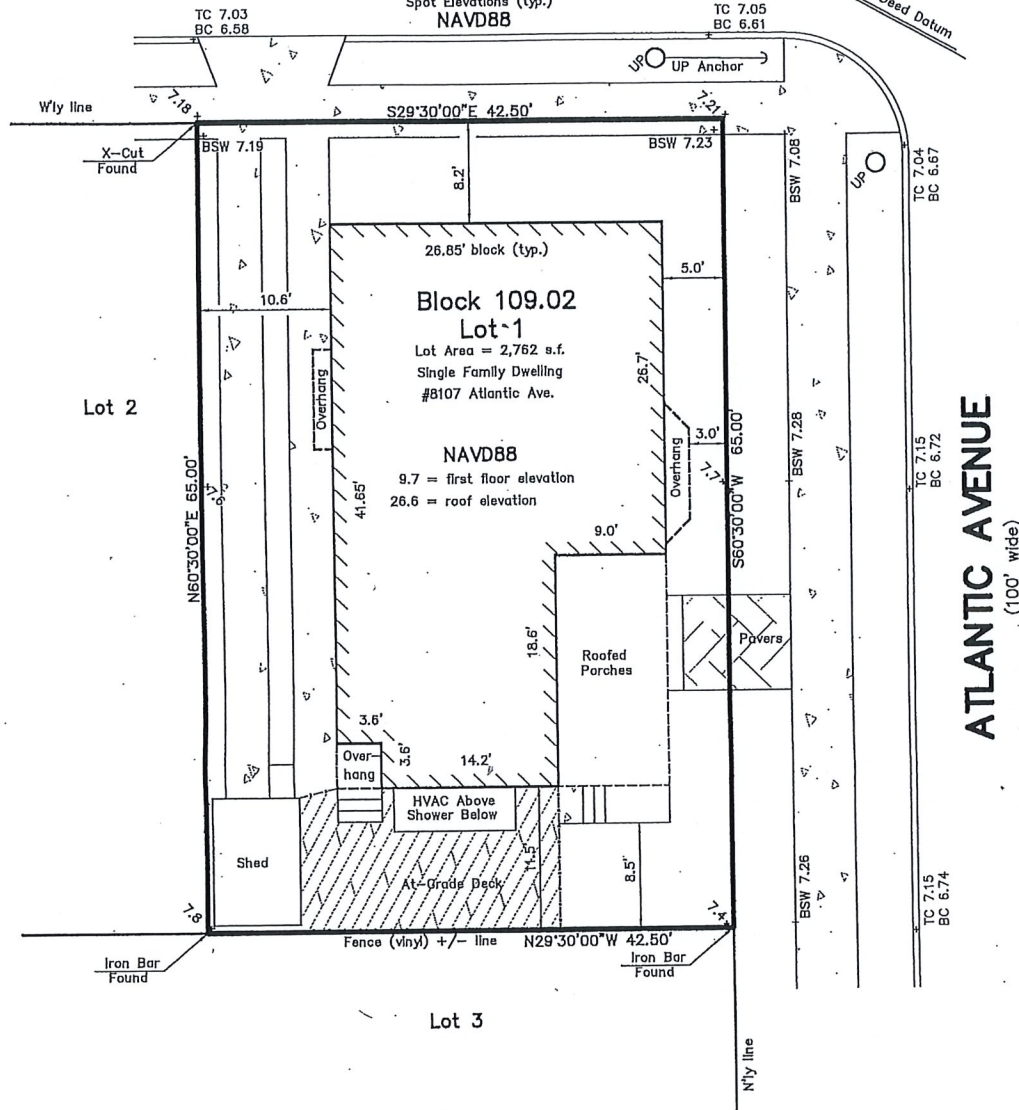 Spot Elevations (typ.)
NAVD88
TC 7.03
BC 6.58
TC 7.05
BC 6.61
Deed Datum
UP
UP Anchor
W'ly line
7.18
S29°30'00"E 42.50'
7.21
X-Cut
Found
BSW 7.19
BSW 7.23
BSW 7.08
UP
TC 7.04
BC 6.67
8.2'
26.85' block (typ.)
5.0'
10.6'
Block 109.02
Lot 1
Lot Area = 2,762 s.f.
Single Family Dwelling
#8107 Atlantic Ave.
26.7'
Overhang
Lot 2
Overhang
3.0'
7.7
NAVD88
9.7 = first floor elevation
26.6 = roof elevation
41.65'
N60°30'00"E 65.00'
S60°30'00"W 65.00'
BSW 7.28
TC 7.15
BC 6.72
ATLANTIC AVENUE
(100' wide)
9.0'
18.6'
Roofed
Porches
Pavers
3.6'
3.6'
Over-
hang
14.2'
HVAC Above
Shower Below
Shed
At-Grade Deck
11.5'
8.5'
BSW 7.26
TC 7.15
BC 6.74
7.8
7.4
Fence (vinyl) +/- line
N29°30'00"W 42.50'
Iron Bar
Found
Iron Bar
Found
Lot 3
N'ly line